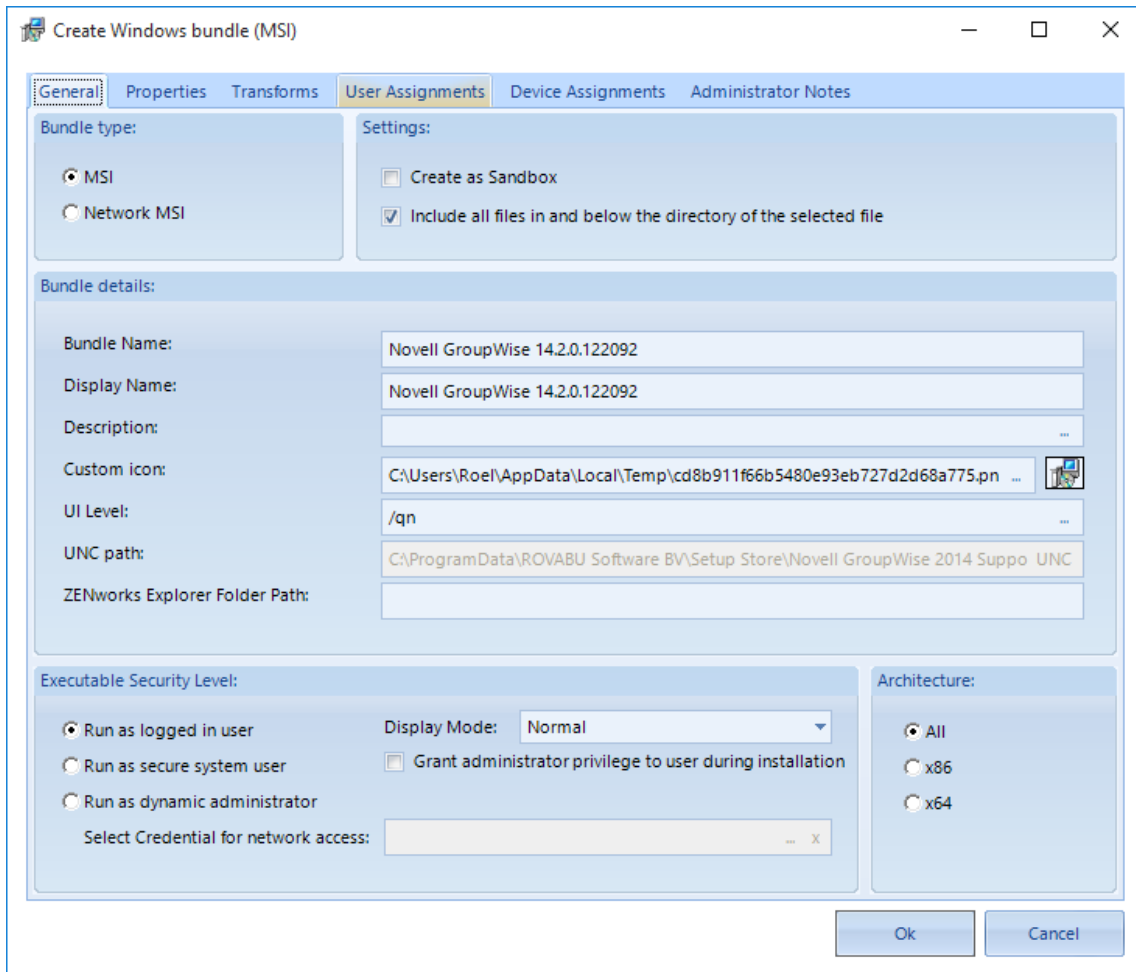 Create Windows bundle (MSI)
General Properties Transforms User Assignments Device Assignments Administrator Notes
Bundle type:
MSI
Network MSI
Settings:
Create as Sandbox
Include all files in and below the directory of the selected file
Bundle details:
Bundle Name: Novell GroupWise 14.2.0.122092
Display Name: Novell GroupWise 14.2.0.122092
Description: ...
Custom icon: C:\Users\Roel\AppData\Local\Temp\cd8b911f66b5480e93eb727d2d68a775.pn ...
UI Level: /qn ...
UNC path: C:\ProgramData\ROVABU Software BV\Setup Store\Novell GroupWise 2014 Suppo UNC
ZENworks Explorer Folder Path:
Executable Security Level:
Run as logged in user
Run as secure system user
Run as dynamic administrator
Display Mode: Normal
Grant administrator privilege to user during installation
Select Credential for network access: ... x
Architecture:
All
x86
x64
Ok Cancel